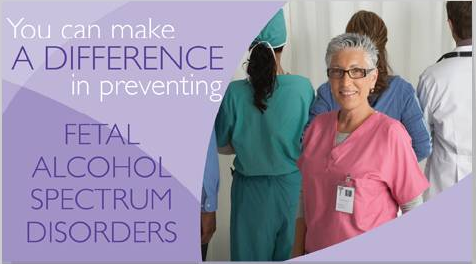 You can make
A DIFFERENCE
in preventing
FETAL
ALCOHOL
SPECTRUM
DISORDERS